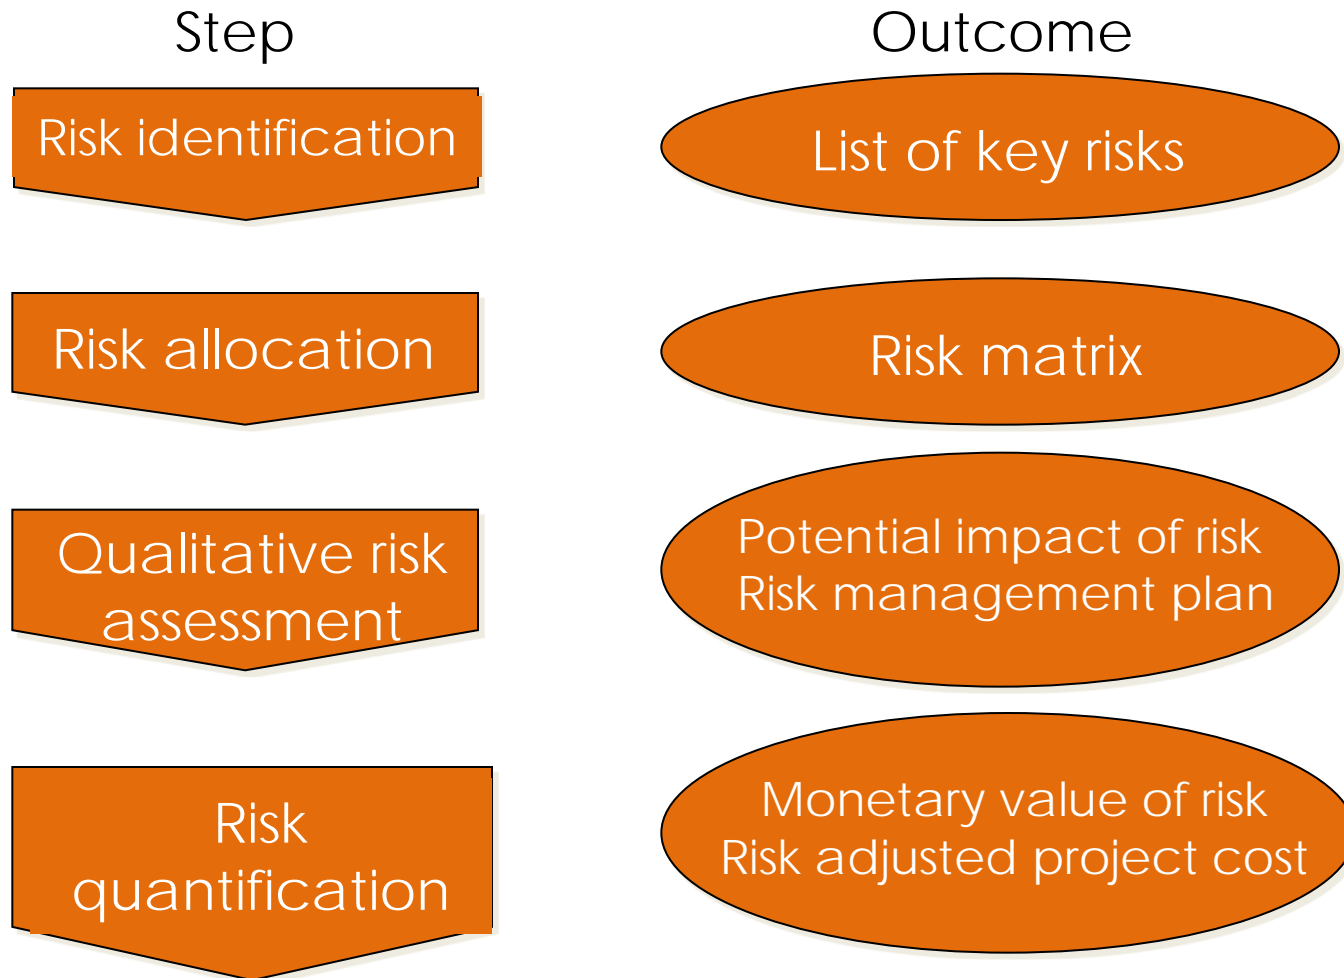 Step
Outcome
Risk identification
List of key risks
Risk allocation
Risk matrix
Qualitative risk
assessment
Potential impact of risk
Risk management plan
Risk
quantification
Monetary value of risk
Risk adjusted project cost